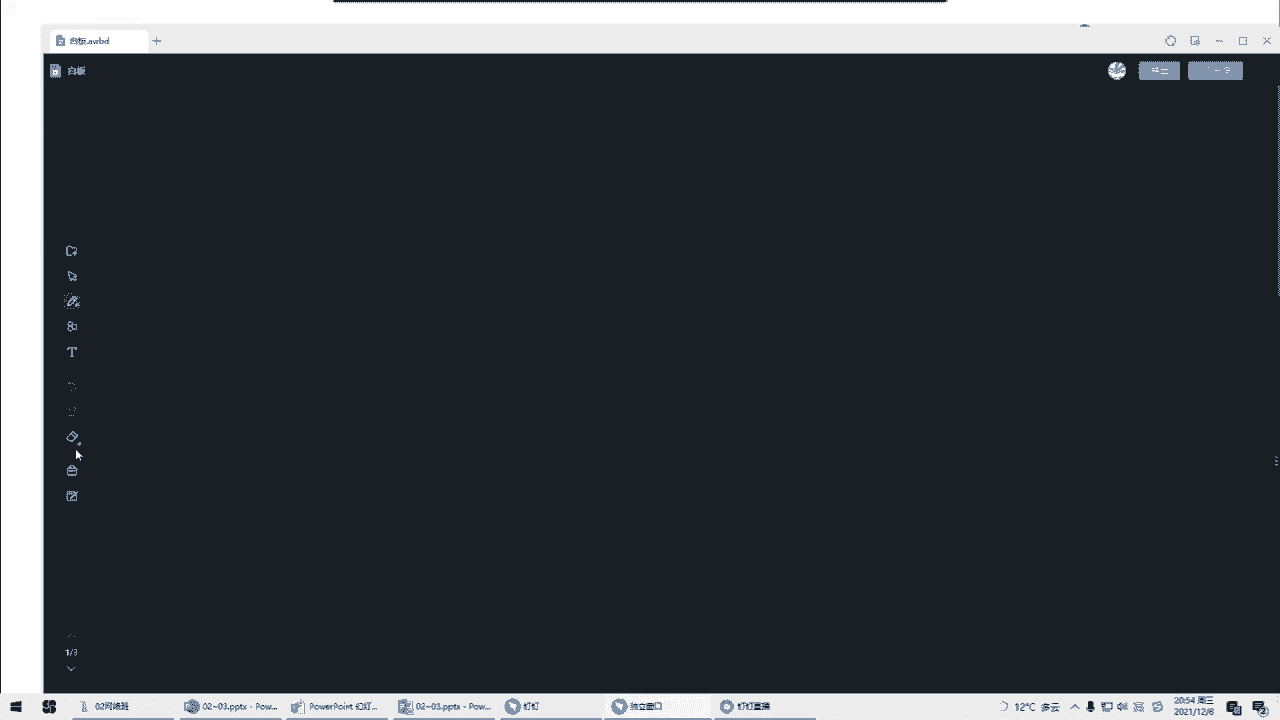 白板.awbd
白板
T
1/3
02网络班
02~03.pptx - Pow...
PowerPoint 幻灯...
02~03.pptx - Pow...
钉钉
独立窗口
钉钉直播
12°C 多云
20:54 周三
2021/12/8